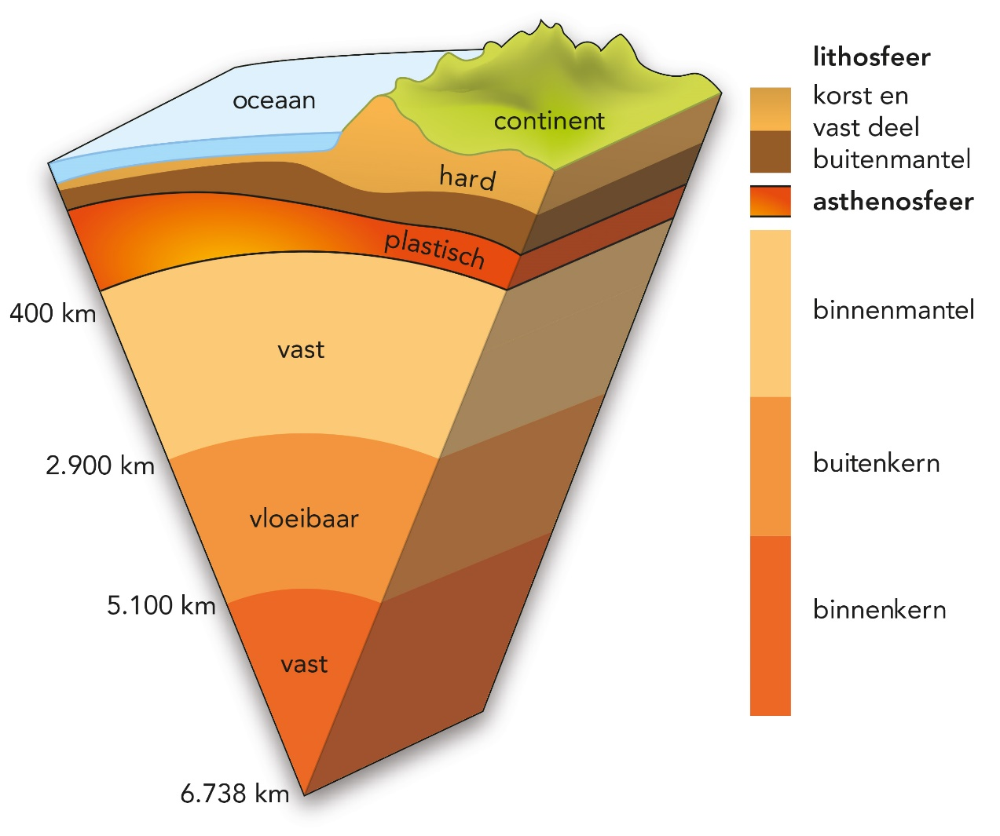 oceaan
continent
hard
plastisch
400 km
vast
2.900 km
vloeibaar
5.100 km
vast
6.738 km
lithosfeer
korst en
vast deel
buitenmantel
asthenosfeer
binnenmantel
buitenkern
binnenkern